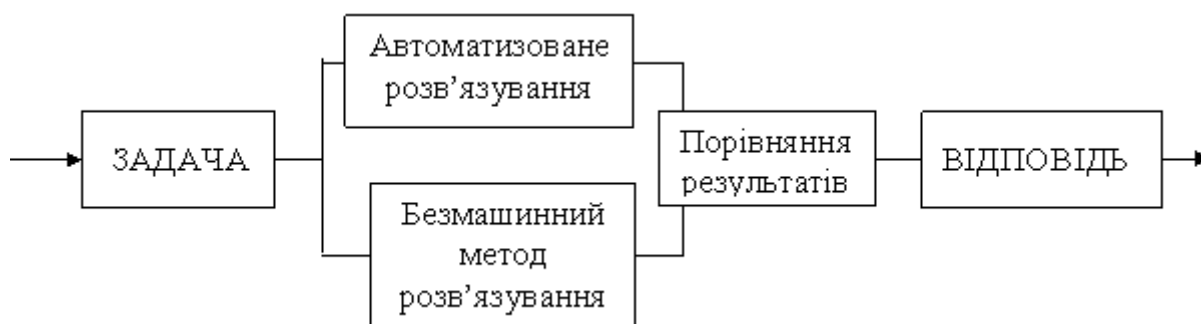 ЗАДАЧА
Автоматизоване
розв’язування
Безмашинний
метод
розв’язування
Порівняння
результатів
ВІДПОВІДЬ